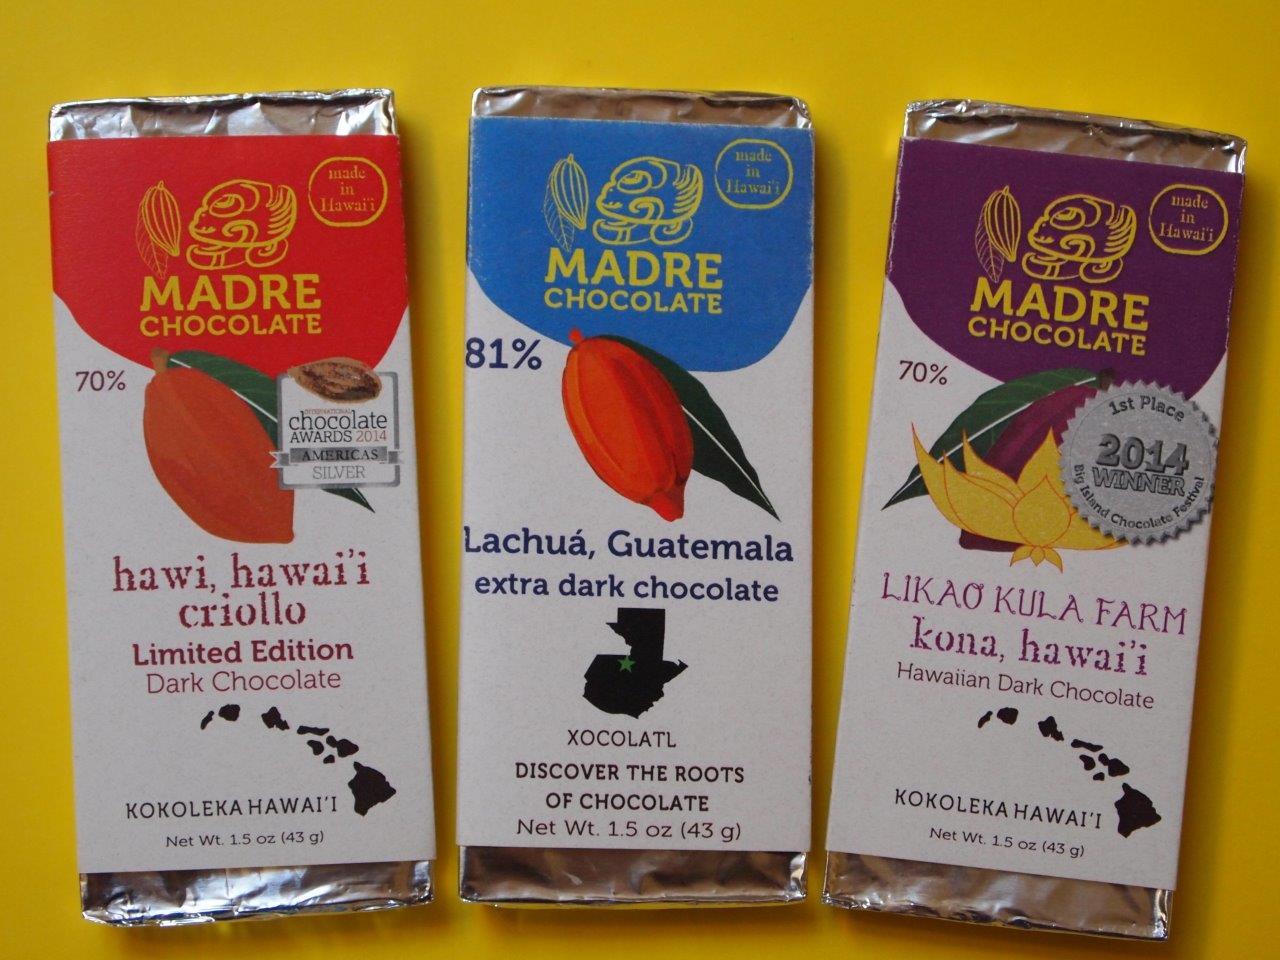 made
in
Hawai'i
MADRE
CHOCOLATE
70%
INTERNATIONAL
chocolate
AWARDS 2014
AMERICAS
SILVER
hawi, hawai'i
criollo
Limited Edition
Dark Chocolate
KOKOLEKA HAWAI'I
Net Wt. 1.5 oz (43 g)
made
in
Hawai'i
MADRE
CHOCOLATE
81%
Lachuá, Guatemala
extra dark chocolate
XOCOLATL
DISCOVER THE ROOTS
OF CHOCOLATE
Net Wt. 1.5 oz (43 g)
made
in
Hawai'i
MADRE
CHOCOLATE
70%
1st Place
2014
WINNER
Big Island Chocolate Festival
LIKAO KULA FARM
kona, hawai'i
Hawaiian Dark Chocolate
KOKOLEKA HAWAI'I
Net Wt. 1.5 oz (43 g)